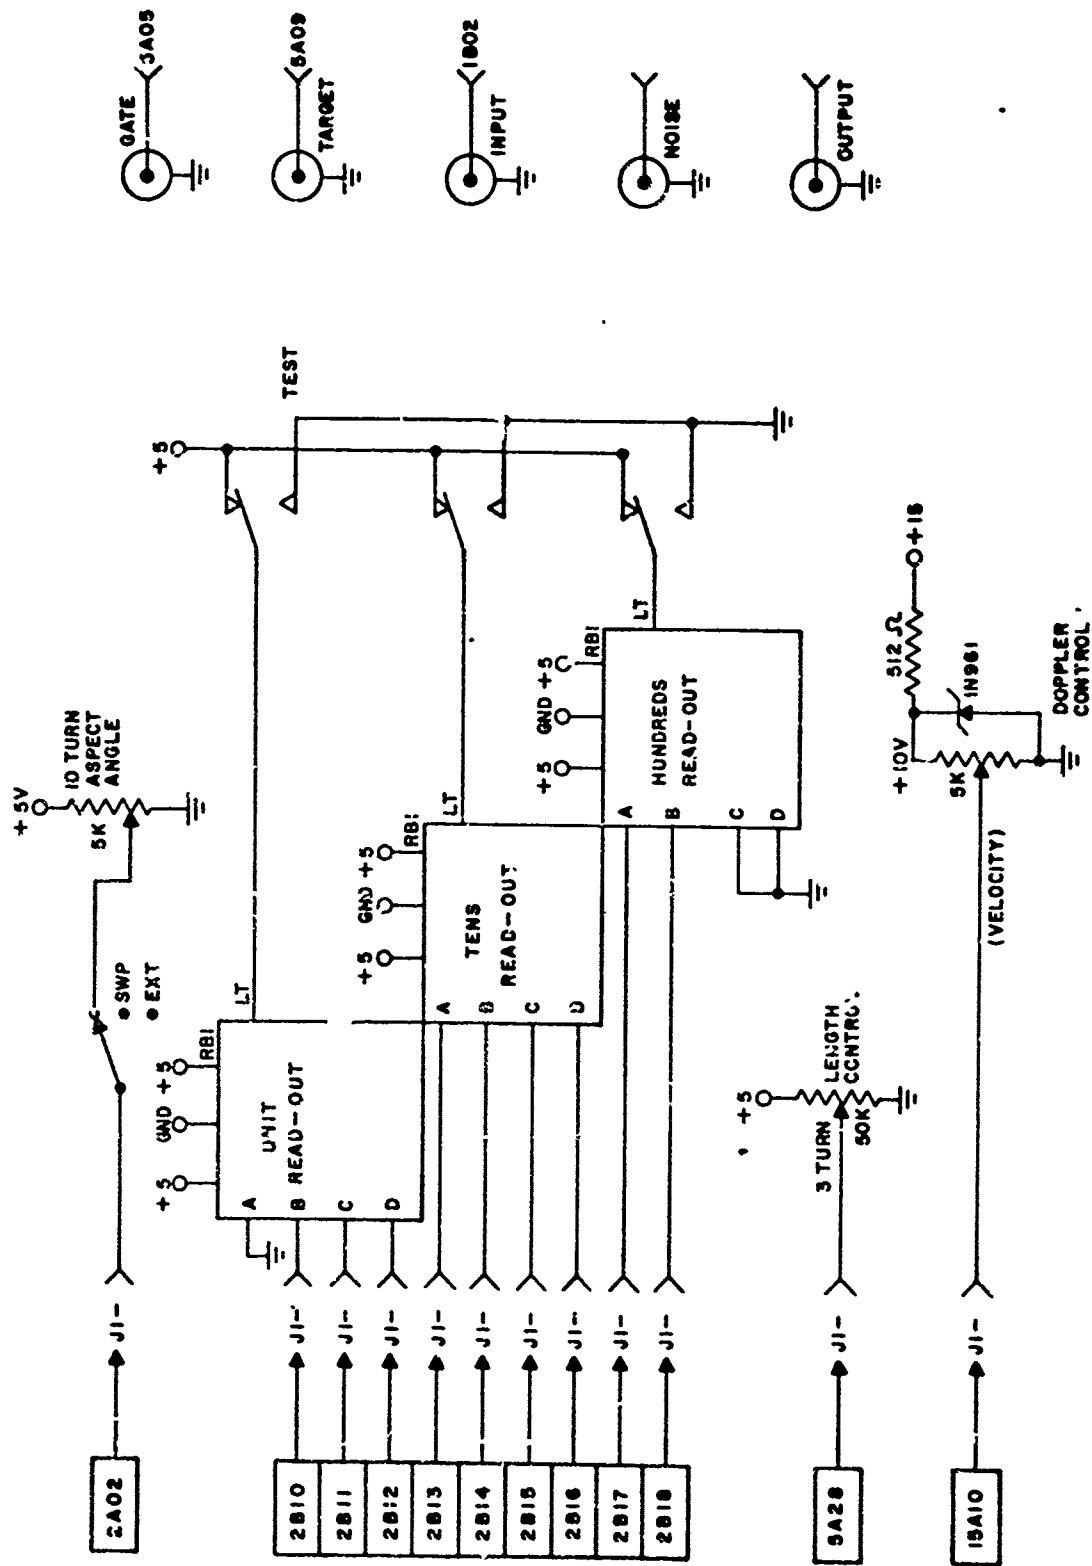 2A02
J1-
SWP
EXT
+5V
10 TURN
ASPECT
ANGLE
5K
GATE
TARGET
5A09
INPUT
1B02
NOISE
OUTPUT
2B10
2B11
2B12
2B13
2B14
2B15
2B16
2B17
2B18
J1-
J1-
J1-
J1-
J1-
J1-
J1-
J1-
J1-
+5
GND
+5
RBI
UNIT
READ-OUT
A
B
C
D
LT
+5
GND
+5
RBI
TENS
READ-OUT
A
B
C
D
LT
+5
GND
+5
RBI
HUNDREDS
READ-OUT
A
B
C
D
LT
+5
TEST
5A28
J1-
3 TURN
+5
LENGTH
CONTROL
50K
15A10
J1-
(VELOCITY)
+10V
5K
512 Ω
+15
1N961
DOPPLER
CONTROL